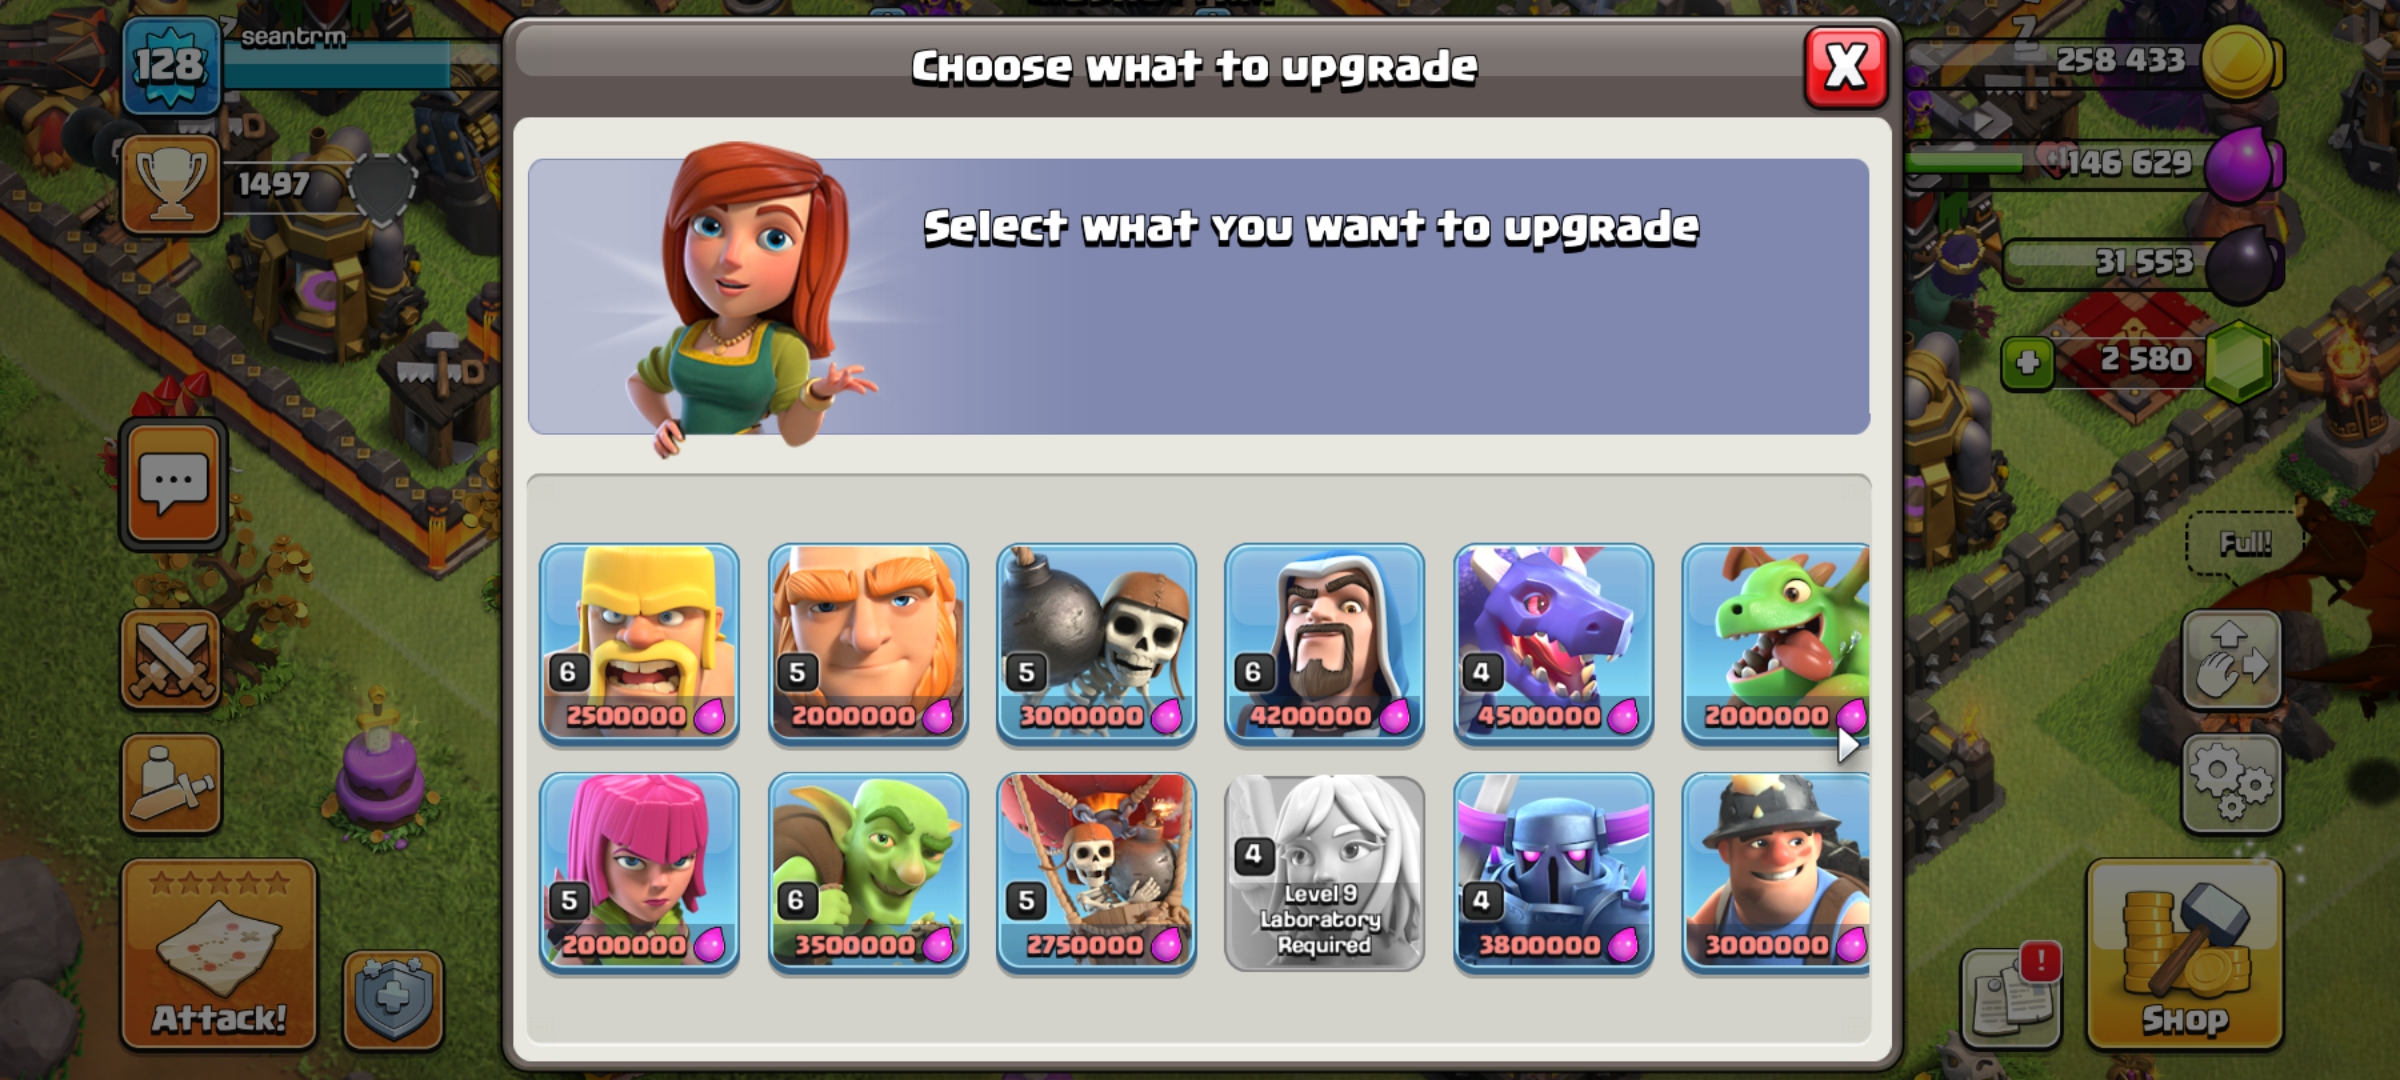 Choose what to upgrade
X
128
seantrm
1497
258 433
146 629
31 553
2 580
Select what you want to upgrade
Full!
6
2500000
5
2000000
5
3000000
6
4200000
4
4500000
2000000
5
2000000
6
3500000
5
2750000
4
Level 9
Laboratory
Required
4
3800000
3000000
Attack!
!
Shop